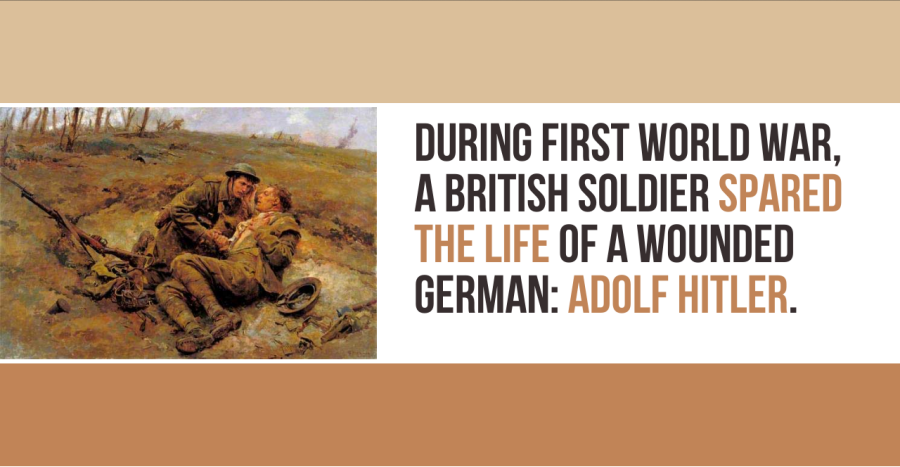 DURING FIRST WORLD WAR,
A BRITISH SOLDIER SPARED
THE LIFE OF A WOUNDED
GERMAN: ADOLF HITLER.